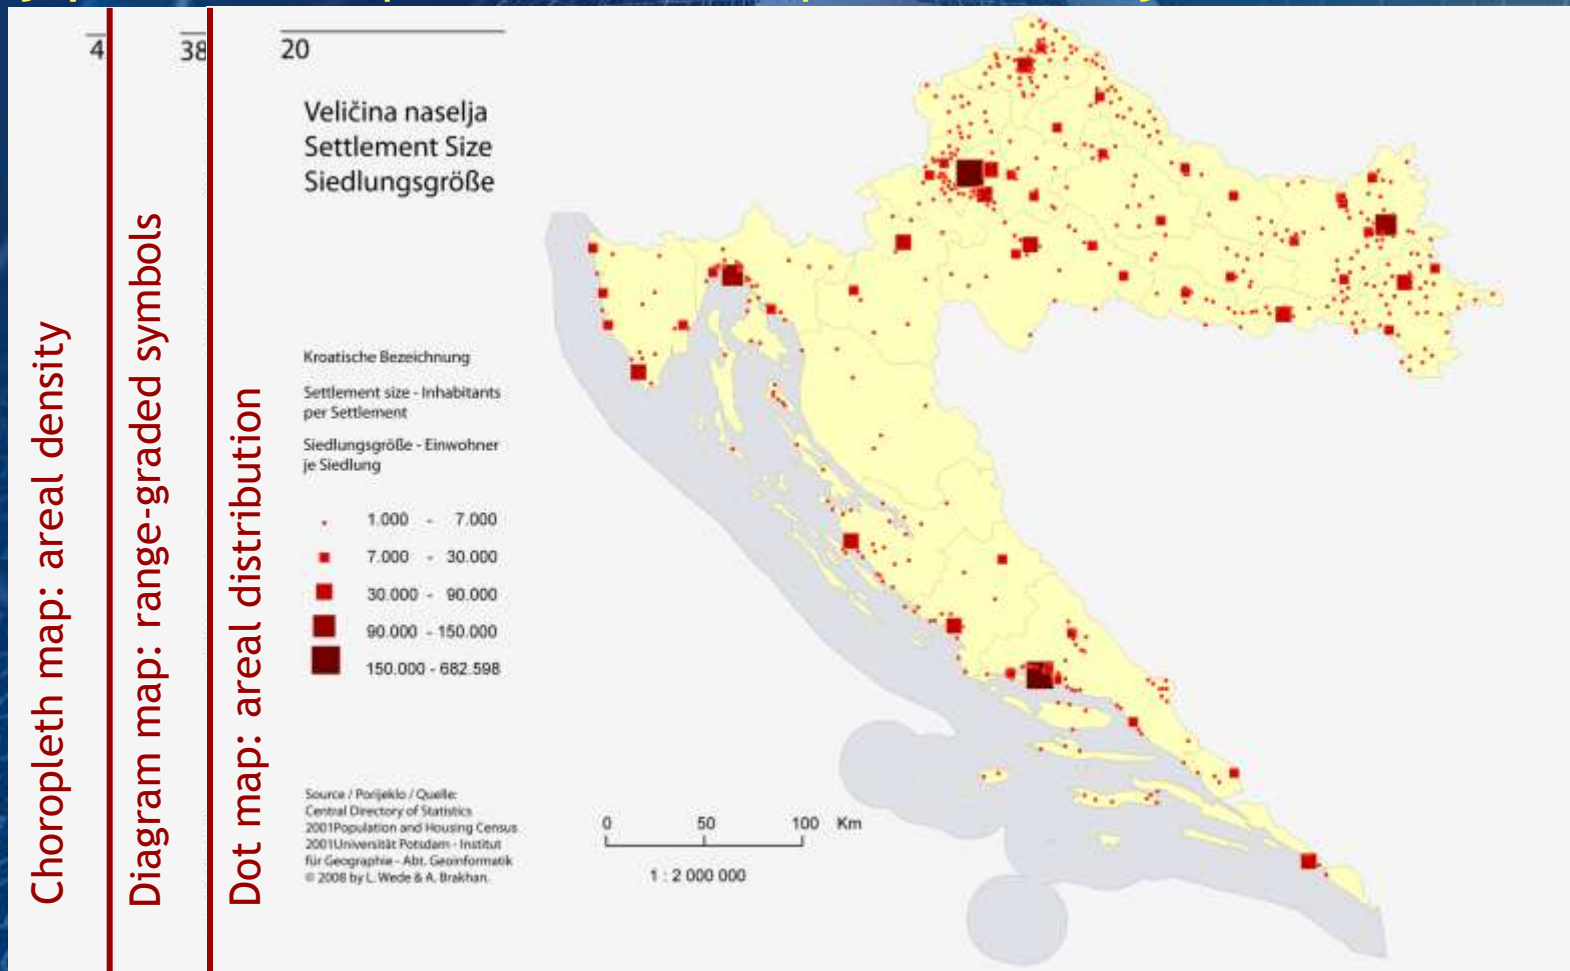 4
38
20
Choropleth map: areal density
Diagram map: range-graded symbols
Dot map: areal distribution
Veličina naselja
Settlement Size
Siedlungsgröße
Kroatische Bezeichnung
Settlement size - Inhabitants
per Settlement
Siedlungsgröße - Einwohner
je Siedlung
1.000 - 7.000
7.000 - 30.000
30.000 - 90.000
90.000 - 150.000
150.000 - 682.598
Source / Porijeklo / Quelle:
Central Directory of Statistics
2001Population and Housing Census
2001Universität Potsdam - Institut
für Geographie - Abt. Geoinformatik
© 2008 by L. Wede & A. Brakhan.
0 50 100 Km
1 : 2 000 000